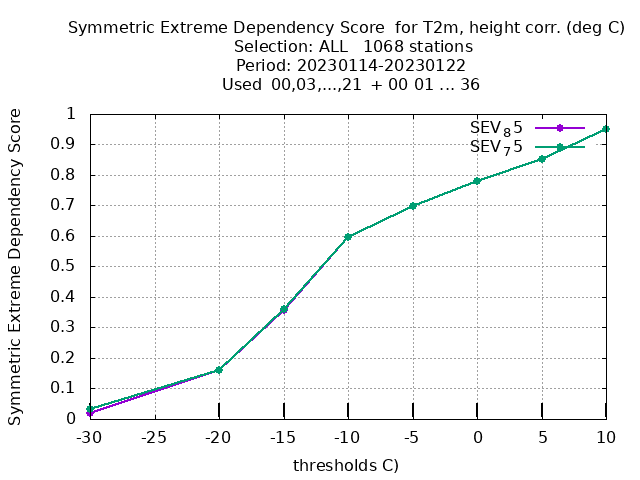 Symmetric Extreme Dependency Score  for T2m, height corr. (deg C)
Selection: ALL   1068 stations
Period: 20230114-20230122
Used  00,03,...,21  + 00 01 ... 36
Symmetric Extreme Dependency Score
1
0.9
0.8
0.7
0.6
0.5
0.4
0.3
0.2
0.1
0
SEV₈5
SEV₇5
-30 -25 -20 -15 -10 -5 0 5 10
thresholds C)